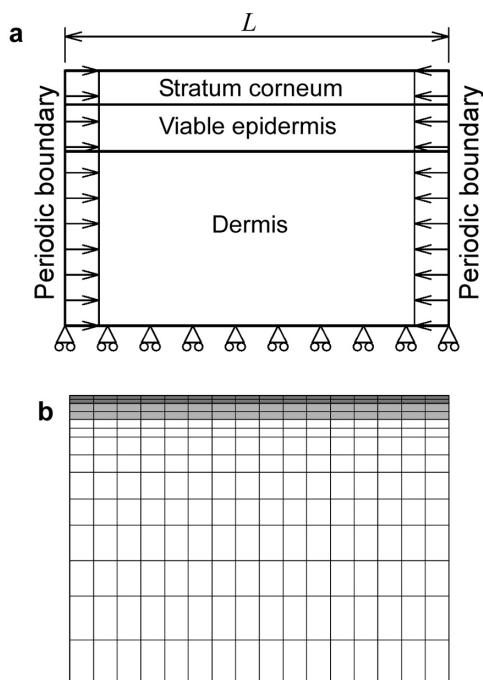 a
L
Stratum corneum
Viable epidermis
Dermis
Periodic boundary
Periodic boundary
b